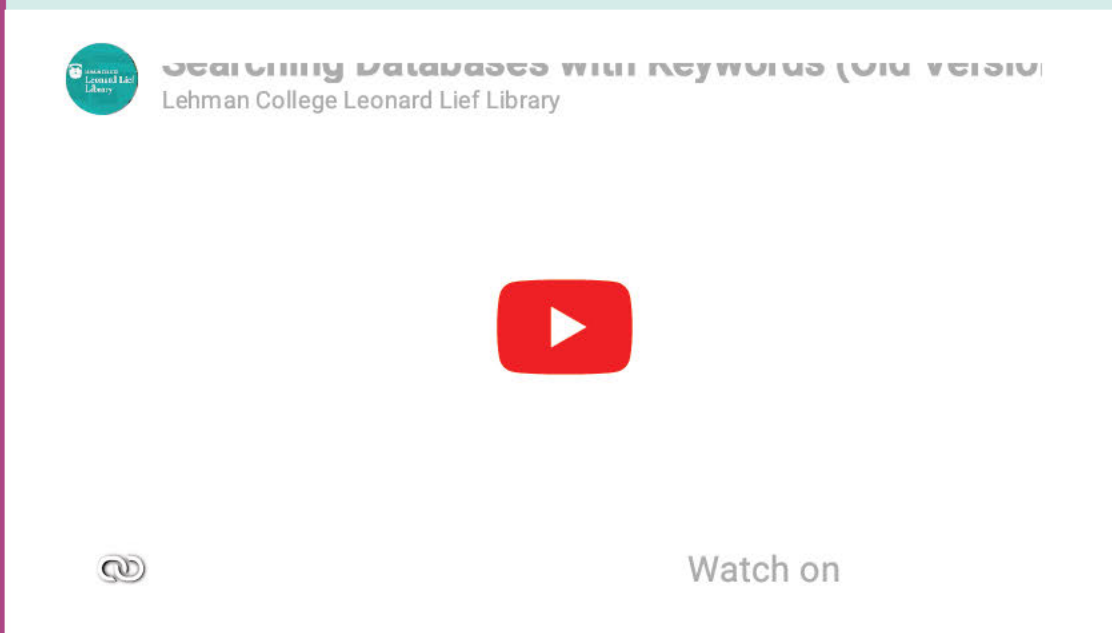 Searching Databases with Keywords (Old Versio
Lehman College Leonard Lief Library
Leonard Lief
Library
Watch on